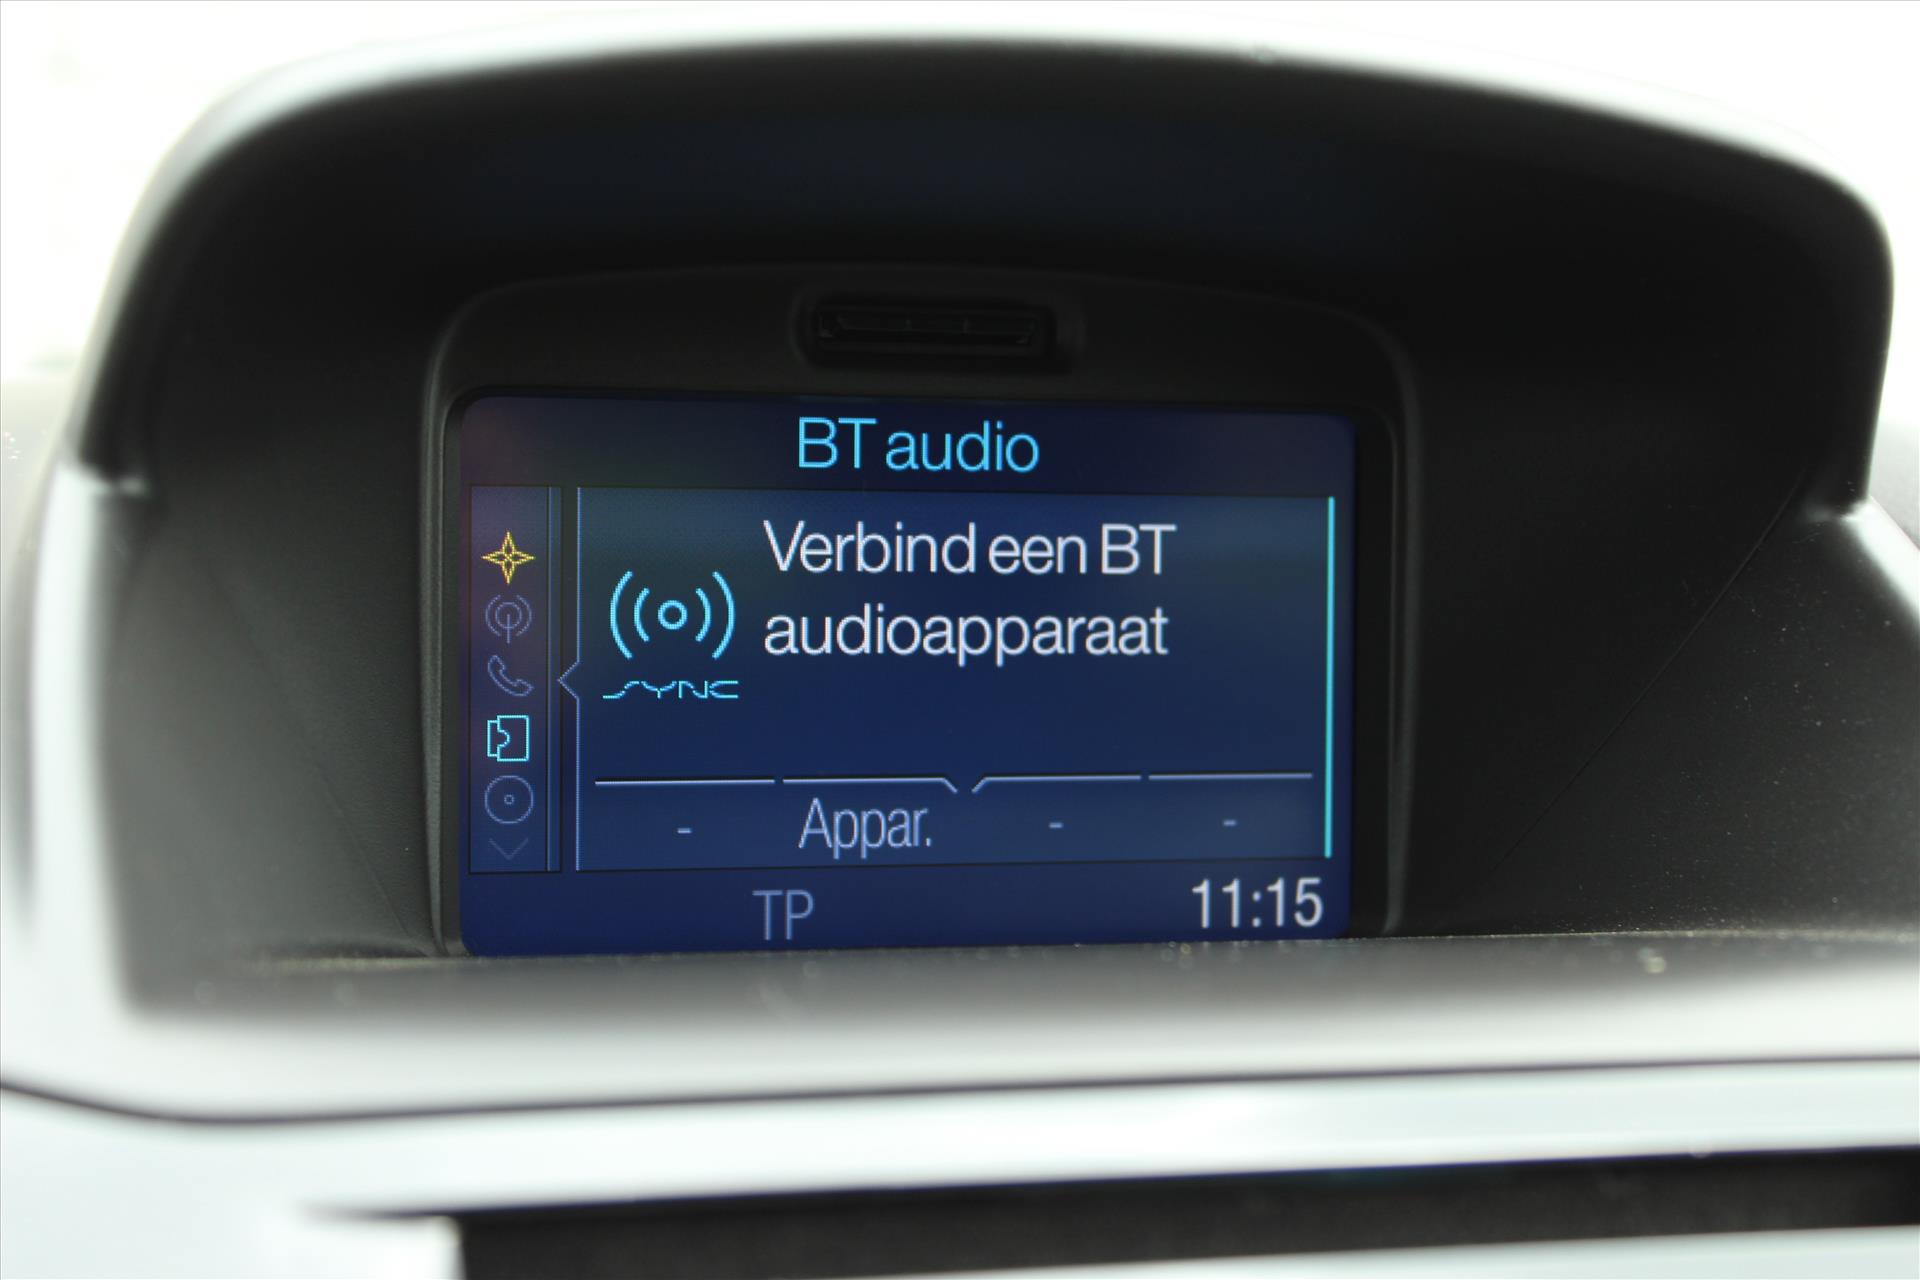 BT audio
Verbind een BT
audioapparaat
SYNC
- Appar. - -
TP 11:15